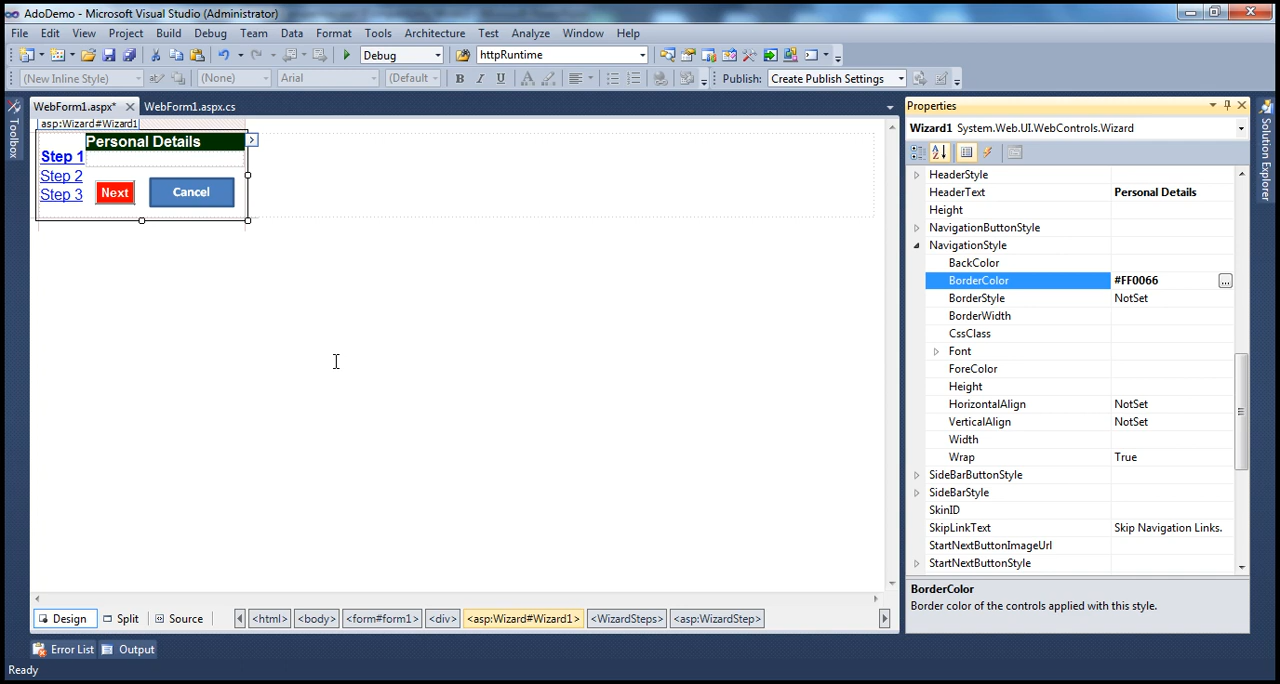 AdoDemo - Microsoft Visual Studio (Administrator)
File Edit View Project Build Debug Team Data Format Tools Architecture Test Analyze Window Help
Debug httpRuntime
(New Inline Style) (None) Arial (Default B I U A Publish: Create Publish Settings
WebForm1.aspx* WebForm1.aspx.cs
Toolbox
asp:Wizard#Wizard1
Personal Details
Step 1
Step 2
Step 3 Next Cancel
Design Split Source <html> <body> <form#form1> <div> <asp:Wizard#Wizard1> <WizardSteps> <asp:WizardStep>
Properties
Wizard1 System.Web.UI.WebControls.Wizard
HeaderStyle
HeaderText Personal Details
Height
NavigationButtonStyle
NavigationStyle
BackColor
BorderColor #FF0066 ...
BorderStyle NotSet
BorderWidth
CssClass
Font
ForeColor
Height
HorizontalAlign NotSet
VerticalAlign NotSet
Width
Wrap True
SideBarButtonStyle
SideBarStyle
SkinID
SkipLinkText Skip Navigation Links.
StartNextButtonImageUrl
StartNextButtonStyle
BorderColor
Border color of the controls applied with this style.
Solution Explorer
Error List Output
Ready